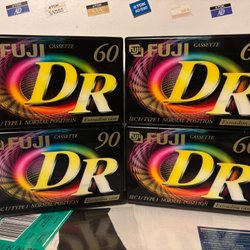 FUJI CASSETTE 60
DR
IEC I/TYPE I NORMAL POSITION
FUJI CASSETTE 6
DR
IEC I/TYPE I NORMAL POSITION
FUJI CASSETTE 90
DR
IEC I/TYPE I NORMAL POSITION
FUJI CASSETTE 60
DR
IEC I/TYPE I NORMAL POSITION